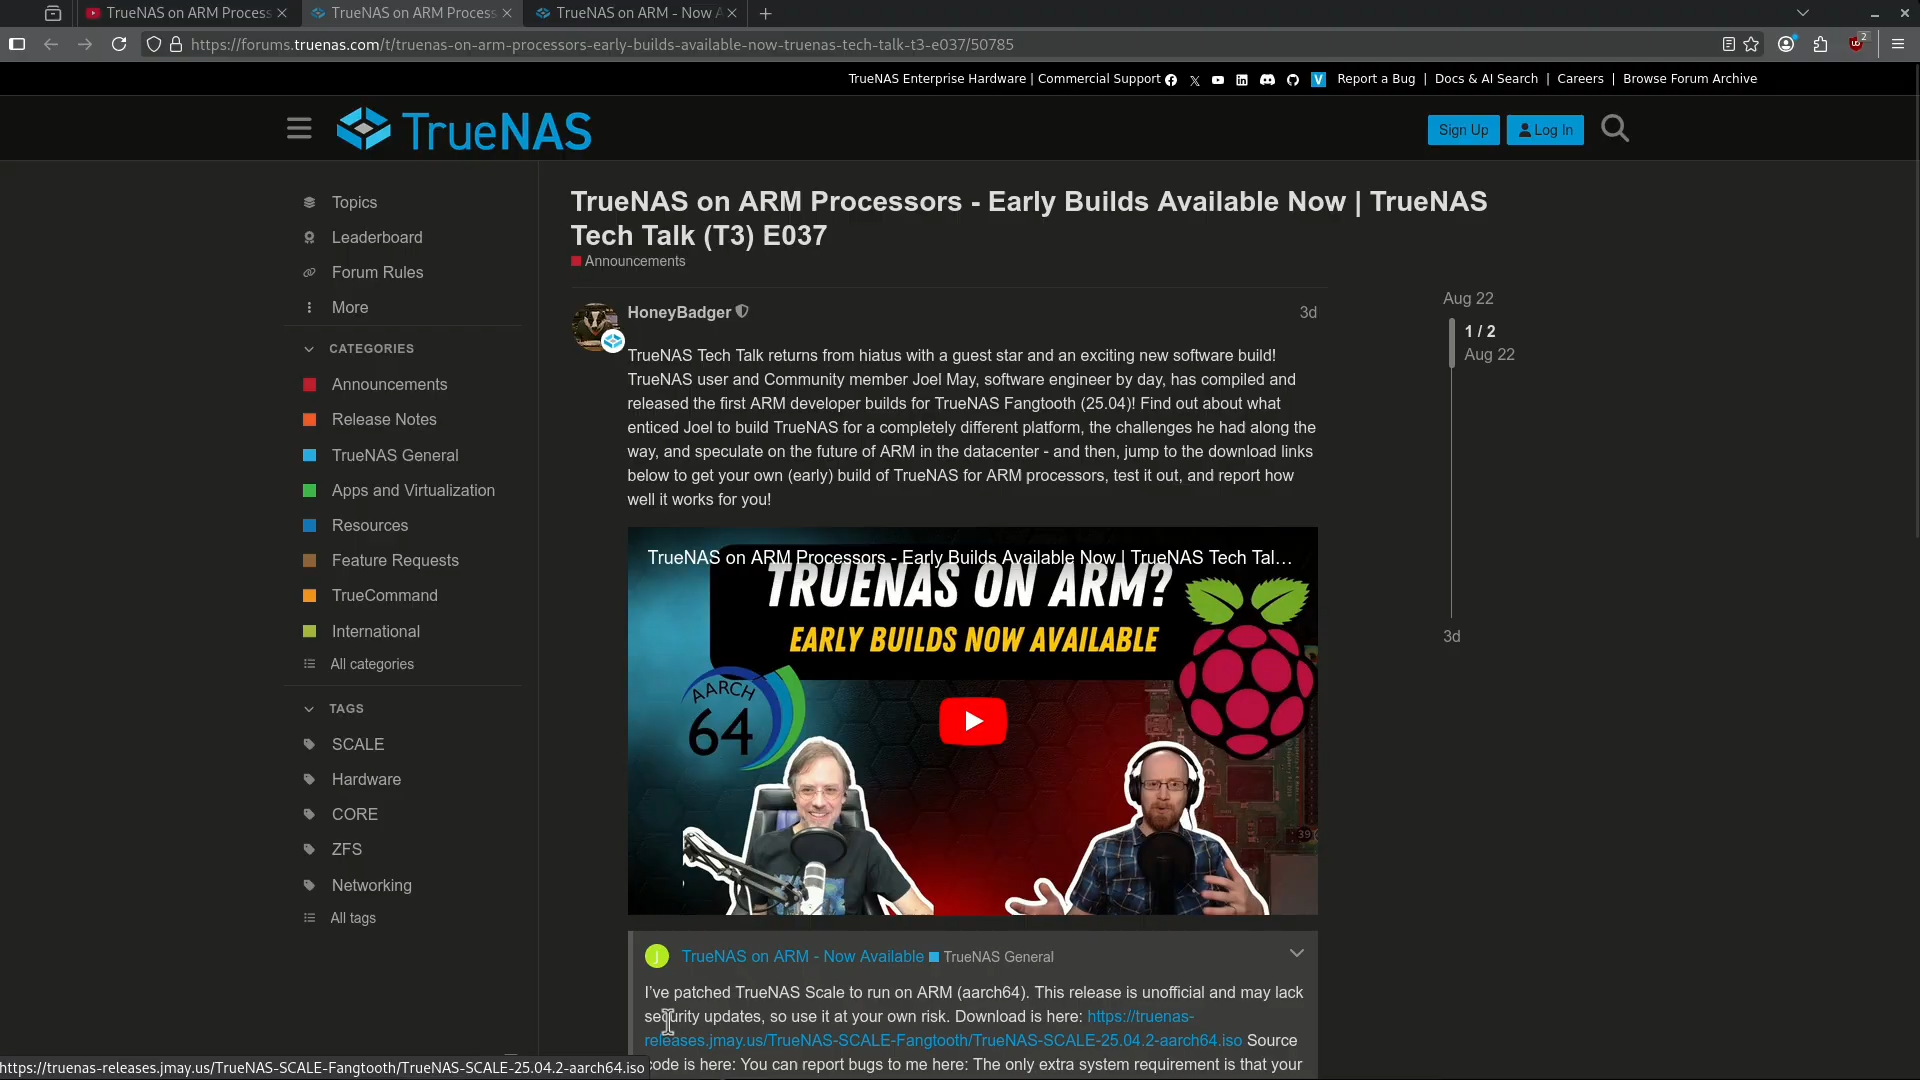 TrueNAS on ARM Process
TrueNAS on ARM Process
TrueNAS on ARM - Now A
https://forums.truenas.com/t/truenas-on-arm-processors-early-builds-available-now-truenas-tech-talk-t3-e037/50785
2
TrueNAS Enterprise Hardware | Commercial Support
V
Report a Bug | Docs & AI Search | Careers | Browse Forum Archive
TrueNAS
Sign Up
Log In
Topics
Leaderboard
Forum Rules
More
CATEGORIES
Announcements
Release Notes
TrueNAS General
Apps and Virtualization
Resources
Feature Requests
TrueCommand
International
All categories
TAGS
SCALE
Hardware
CORE
ZFS
Networking
All tags
TrueNAS on ARM Processors - Early Builds Available Now | TrueNAS
Tech Talk (T3) E037
Announcements
HoneyBadger
3d
TrueNAS Tech Talk returns from hiatus with a guest star and an exciting new software build!
TrueNAS user and Community member Joel May, software engineer by day, has compiled and
released the first ARM developer builds for TrueNAS Fangtooth (25.04)! Find out about what
enticed Joel to build TrueNAS for a completely different platform, the challenges he had along the
way, and speculate on the future of ARM in the datacenter - and then, jump to the download links
below to get your own (early) build of TrueNAS for ARM processors, test it out, and report how
well it works for you!
TrueNAS on ARM Processors - Early Builds Available Now | TrueNAS Tech Tal…
TRUENAS ON ARM?
EARLY BUILDS NOW AVAILABLE
AARCH
64
39
Aug 22
1 / 2
Aug 22
3d
J
TrueNAS on ARM - Now Available
TrueNAS General
I've patched TrueNAS Scale to run on ARM (aarch64). This release is unofficial and may lack
security updates, so use it at your own risk. Download is here: https://truenas-
releases.jmay.us/TrueNAS-SCALE-Fangtooth/TrueNAS-SCALE-25.04.2-aarch64.iso Source
code is here: You can report bugs to me here: The only extra system requirement is that your
https://truenas-releases.jmay.us/TrueNAS-SCALE-Fangtooth/TrueNAS-SCALE-25.04.2-aarch64.iso